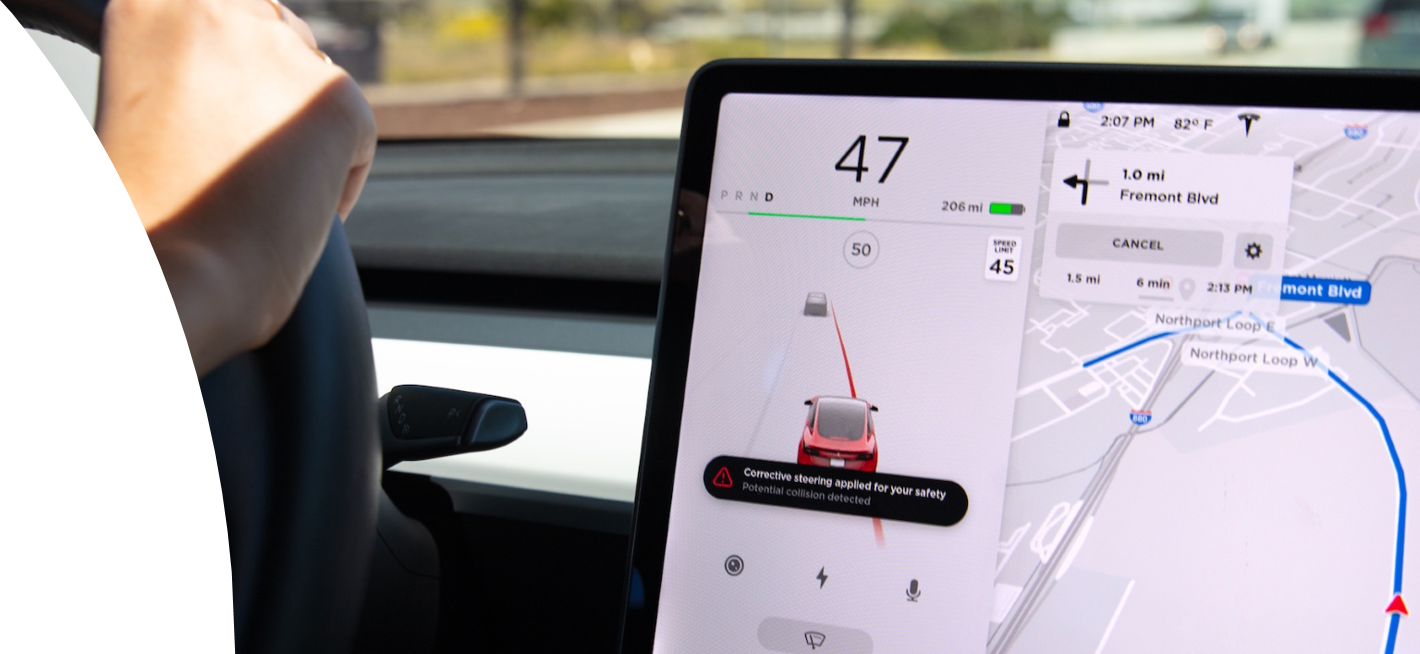 47
P R N D
MPH
206 mi
50
SPEED
LIMIT
45
Corrective steering applied for your safety
Potential collision detected
2:07 PM 82° F
1.0 mi
Fremont Blvd
CANCEL
1.5 mi 6 min 2:13 PM
Fremont Blvd
Northport Loop E
Northport Loop W
880